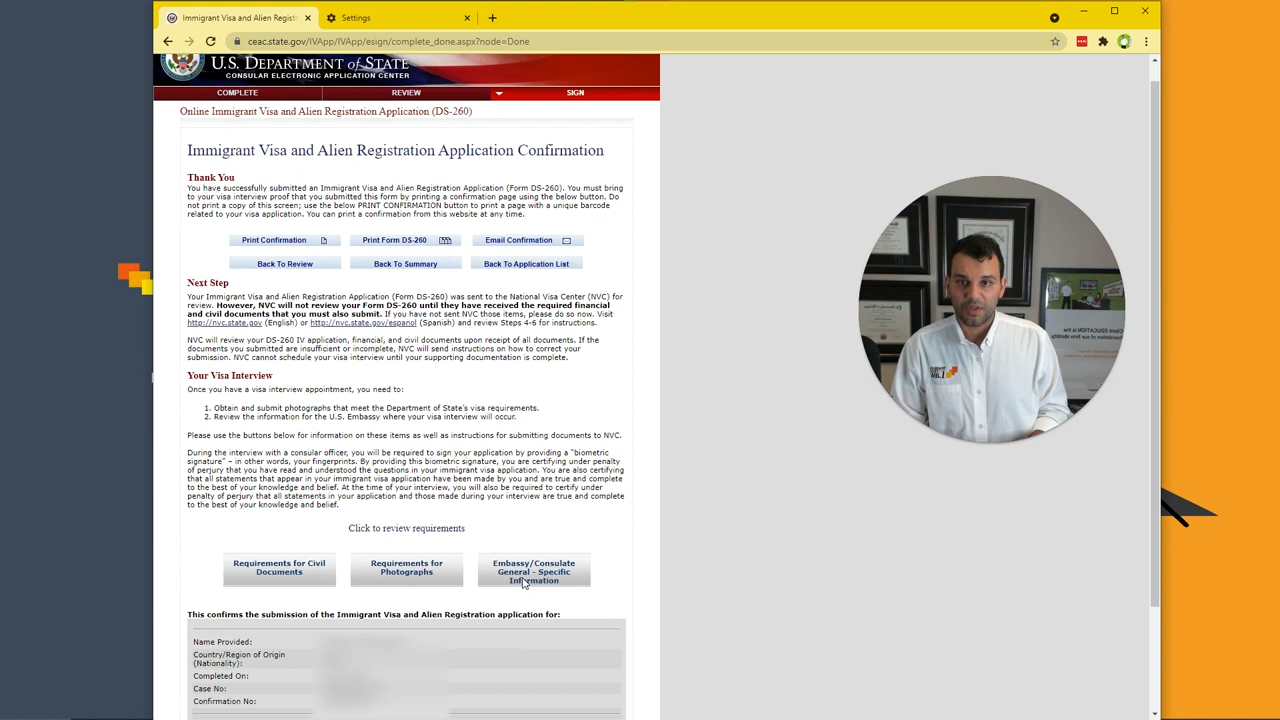 Immigrant Visa and Alien Registr
Settings
ceac.state.gov/IVApp/IVApp/esign/complete_done.aspx?node=Done
U.S. DEPARTMENT of STATE
CONSULAR ELECTRONIC APPLICATION CENTER
COMPLETE REVIEW SIGN
Online Immigrant Visa and Alien Registration Application (DS-260)
Immigrant Visa and Alien Registration Application Confirmation
Thank You
You have successfully submitted an Immigrant Visa and Alien Registration Application (Form DS-260). You must bring
to your visa interview proof that you submitted this form by printing a confirmation page using the below button. Do
not print a copy of this screen; use the below PRINT CONFIRMATION button to print a page with a unique barcode
related to your visa application. You can print a confirmation from this website at any time.
Print Confirmation Print Form DS-260 Email Confirmation
Back To Review Back To Summary Back To Application List
Next Step
Your Immigrant Visa and Alien Registration Application (Form DS-260) was sent to the National Visa Center (NVC) for
review. However, NVC will not review your Form DS-260 until they have received the required financial
and civil documents that you must also submit. If you have not sent NVC those items, please do so now. Visit
http://nvc.state.gov (English) or http://nvc.state.gov/espanol (Spanish) and review Steps 4-6 for instructions.
NVC will review your DS-260 IV application, financial, and civil documents upon receipt of all documents. If the
documents you submitted are insufficient or incomplete, NVC will send instructions on how to correct your
submission. NVC cannot schedule your visa interview until your supporting documentation is complete.
Your Visa Interview
Once you have a visa interview appointment, you need to:
1. Obtain and submit photographs that meet the Department of State's visa requirements.
2. Review the information for the U.S. Embassy where your visa interview will occur.
Please use the buttons below for information on these items as well as instructions for submitting documents to NVC.
During the interview with a consular officer, you will be required to sign your application by providing a "biometric
signature" – in other words, your fingerprints. By providing this biometric signature, you are certifying under penalty
of perjury that you have read and understood the questions in your immigrant visa application. You are also certifying
that all statements that appear in your immigrant visa application have been made by you and are true and complete
to the best of your knowledge and belief. At the time of your interview, you will also be required to certify under
penalty of perjury that all statements in your application and those made during your interview are true and complete
to the best of your knowledge and belief.
Click to review requirements
Requirements for Civil
Documents
Requirements for
Photographs
Embassy/Consulate
General - Specific
Information
This confirms the submission of the Immigrant Visa and Alien Registration application for:
Name Provided:
Country/Region of Origin
(Nationality):
Completed On:
Case No:
Confirmation No:
Client EDUCATION is the